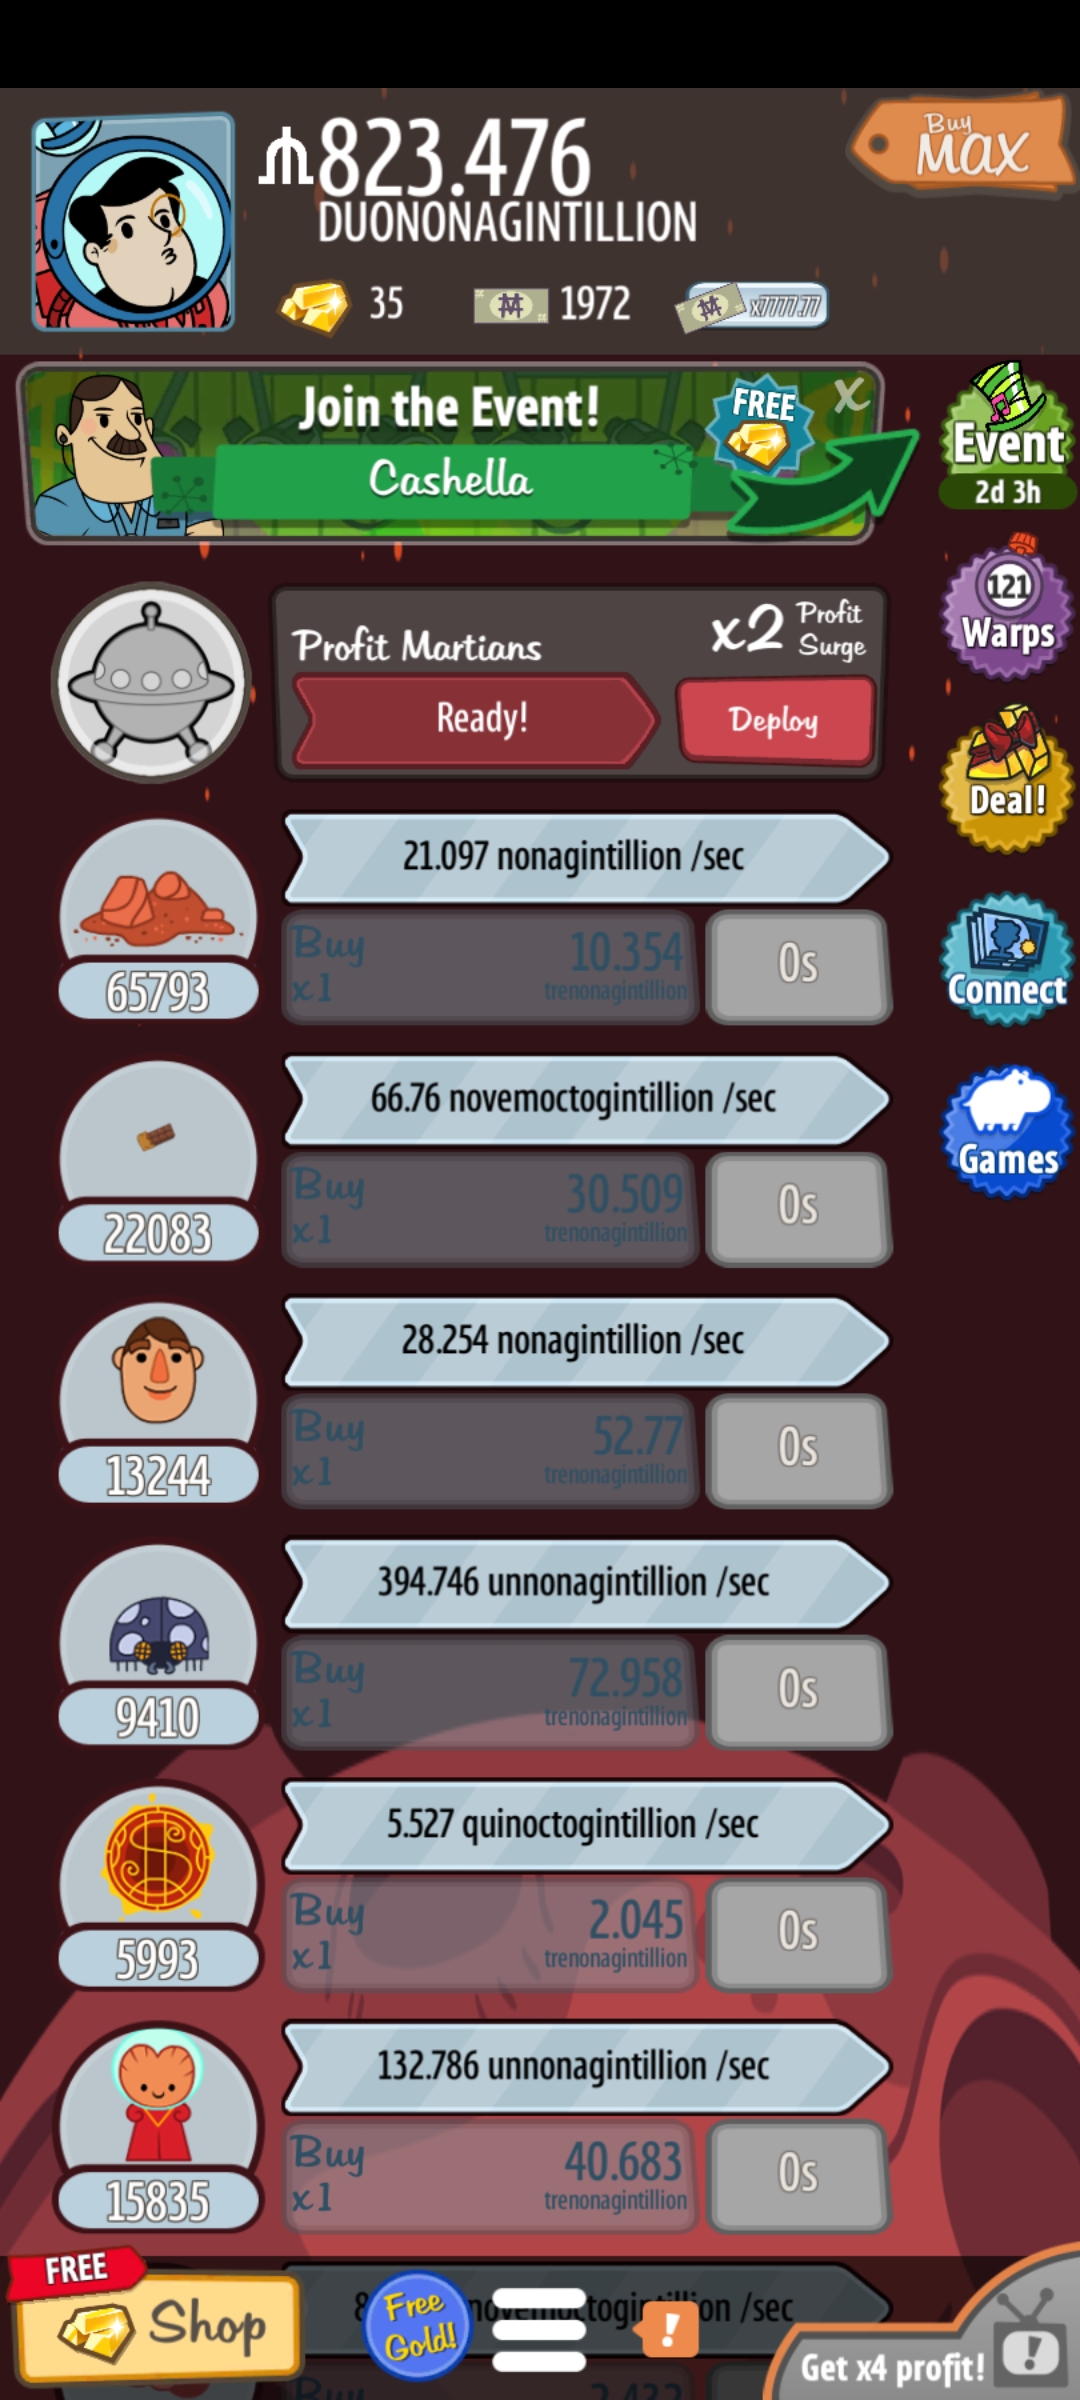 823.476
DUONONAGINTILLION
Buy
MAX
35
1972
x7777.77
Join the Event!
Cashella
FREE
X
Event
2d 3h
Profit Martians
x2 Profit Surge
Ready!
Deploy
121
Warps
Deal!
21.097 nonagintillion /sec
Buy x1
10.354
trenonagintillion
0s
65793
Connect
66.76 novemoctogintillion /sec
Buy x1
30.509
trenonagintillion
0s
22083
Games
28.254 nonagintillion /sec
Buy x1
52.77
trenonagintillion
0s
13244
394.746 unnonagintillion /sec
Buy x1
72.958
trenonagintillion
0s
9410
5.527 quinoctogintillion /sec
Buy x1
2.045
trenonagintillion
0s
5993
132.786 unnonagintillion /sec
Buy x1
40.683
trenonagintillion
0s
15835
FREE
Shop
Free Gold!
/sec
!
Get x4 profit!
!
Buy